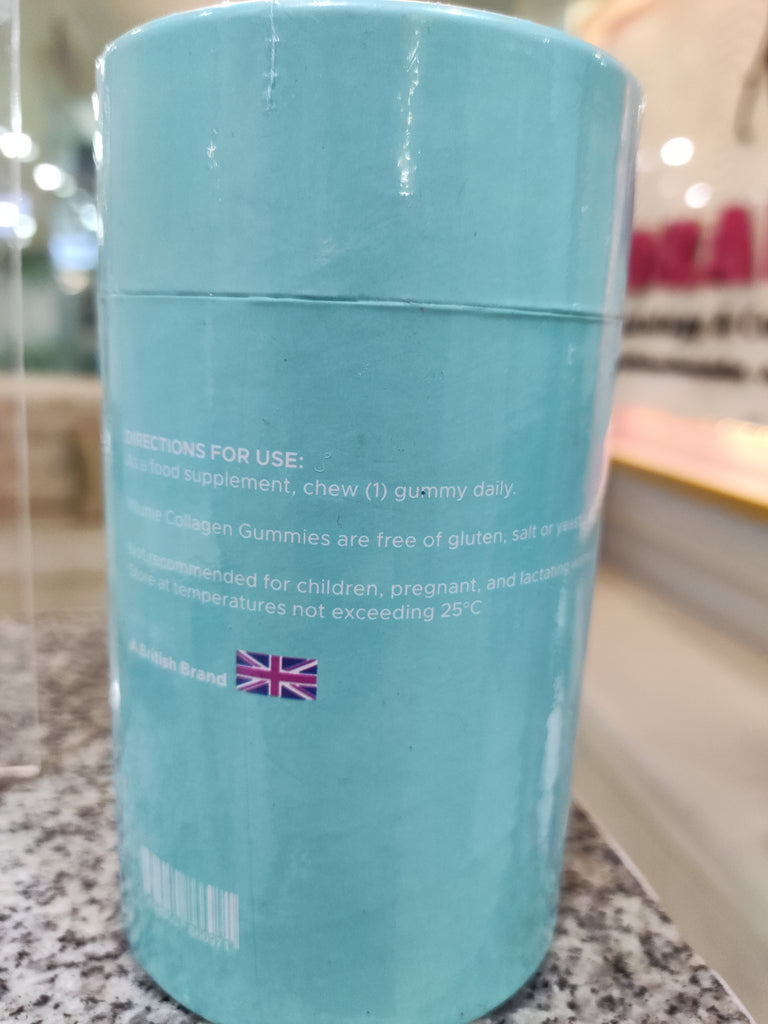 DIRECTIONS FOR USE:
As a food supplement, chew (1) gummy daily.
Collagen Gummies are free of gluten, salt or yeast
Not recommended for children, pregnant, and lactating
Store at temperatures not exceeding 25°C
A British Brand